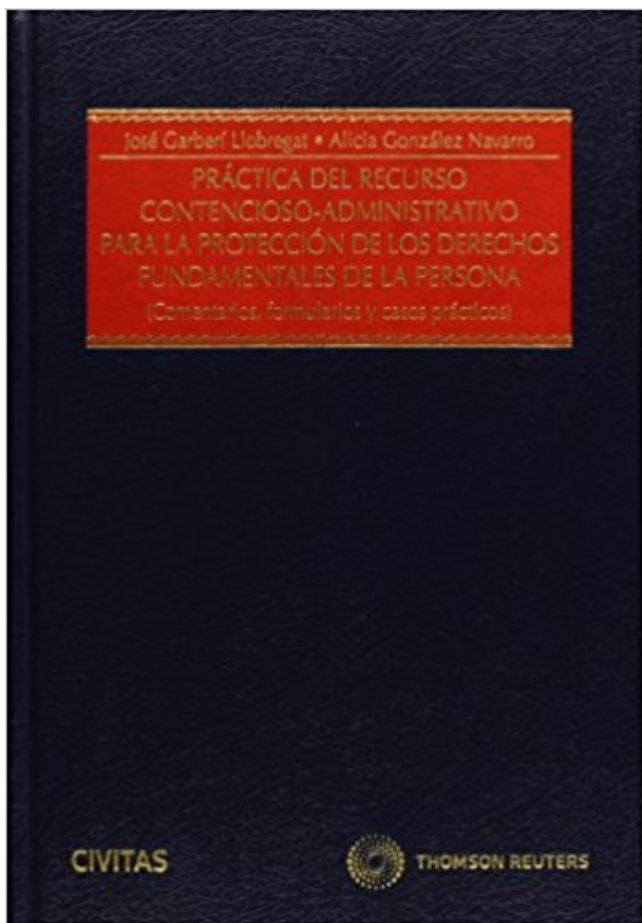 José Garberí Llobregat • Alicia González Navarro
PRÁCTICA DEL RECURSO
CONTENCIOSO-ADMINISTRATIVO
PARA LA PROTECCIÓN DE LOS DERECHOS
FUNDAMENTALES DE LA PERSONA
(Comentarios, formularios y casos prácticos)
CIVITAS
THOMSON REUTERS